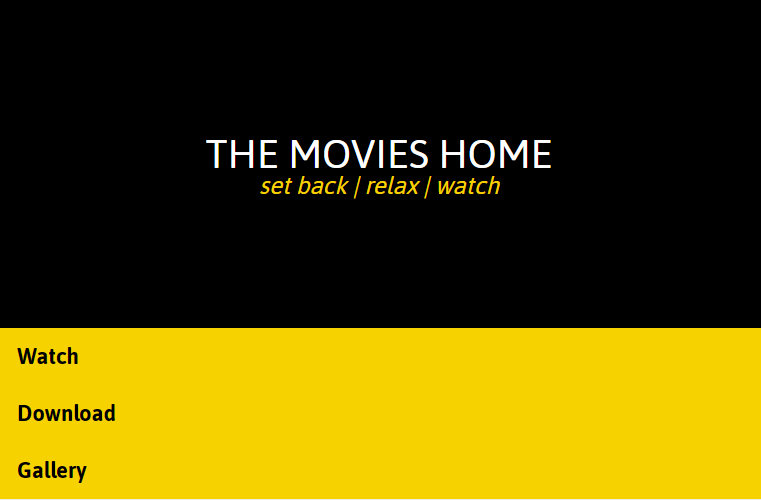 THE MOVIES HOME
set back | relax | watch
Watch
Download
Gallery